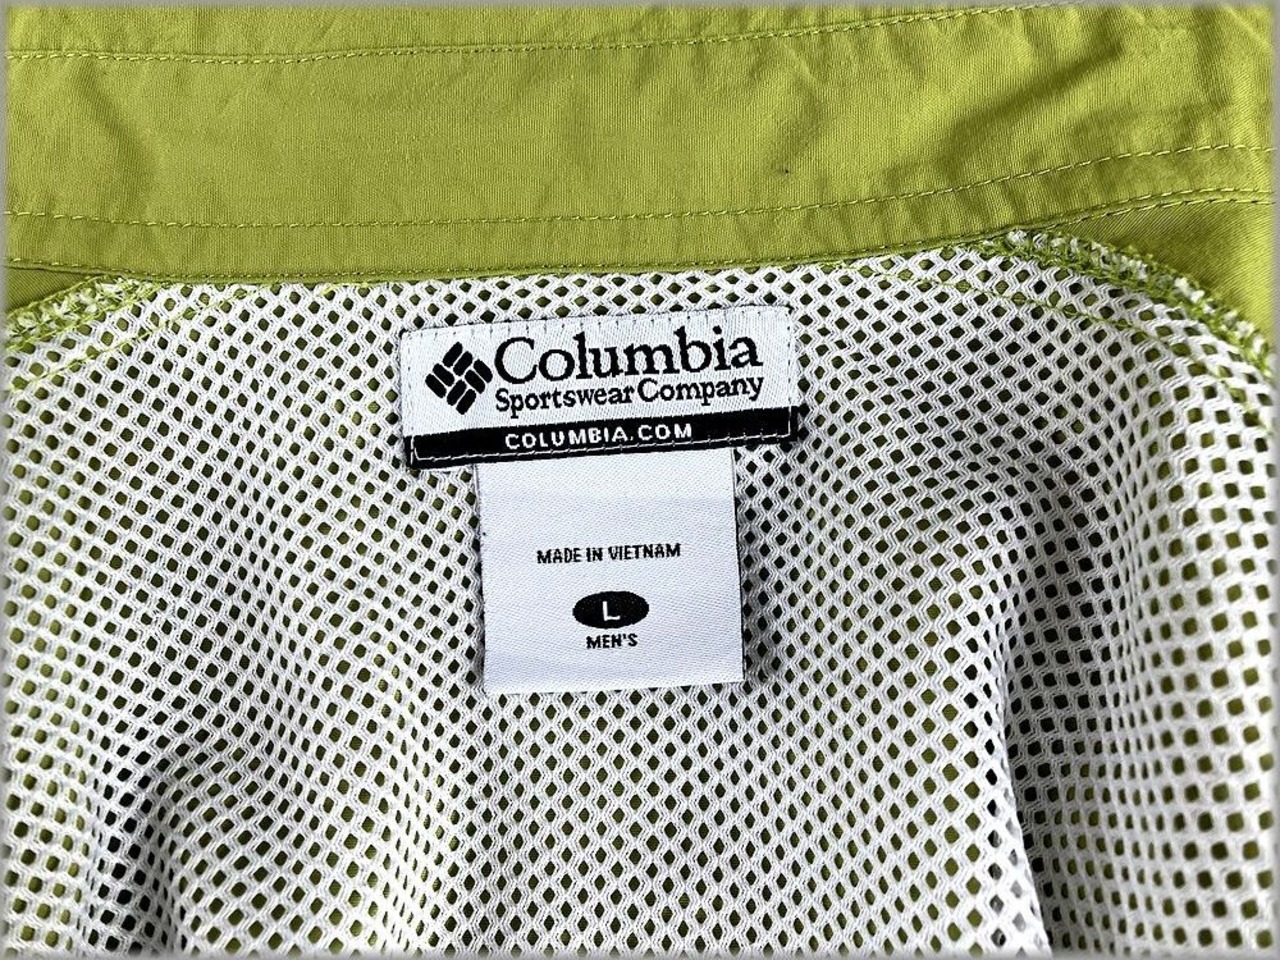 Columbia
Sportswear Company
COLUMBIA.COM
MADE IN VIETNAM
L
MEN'S